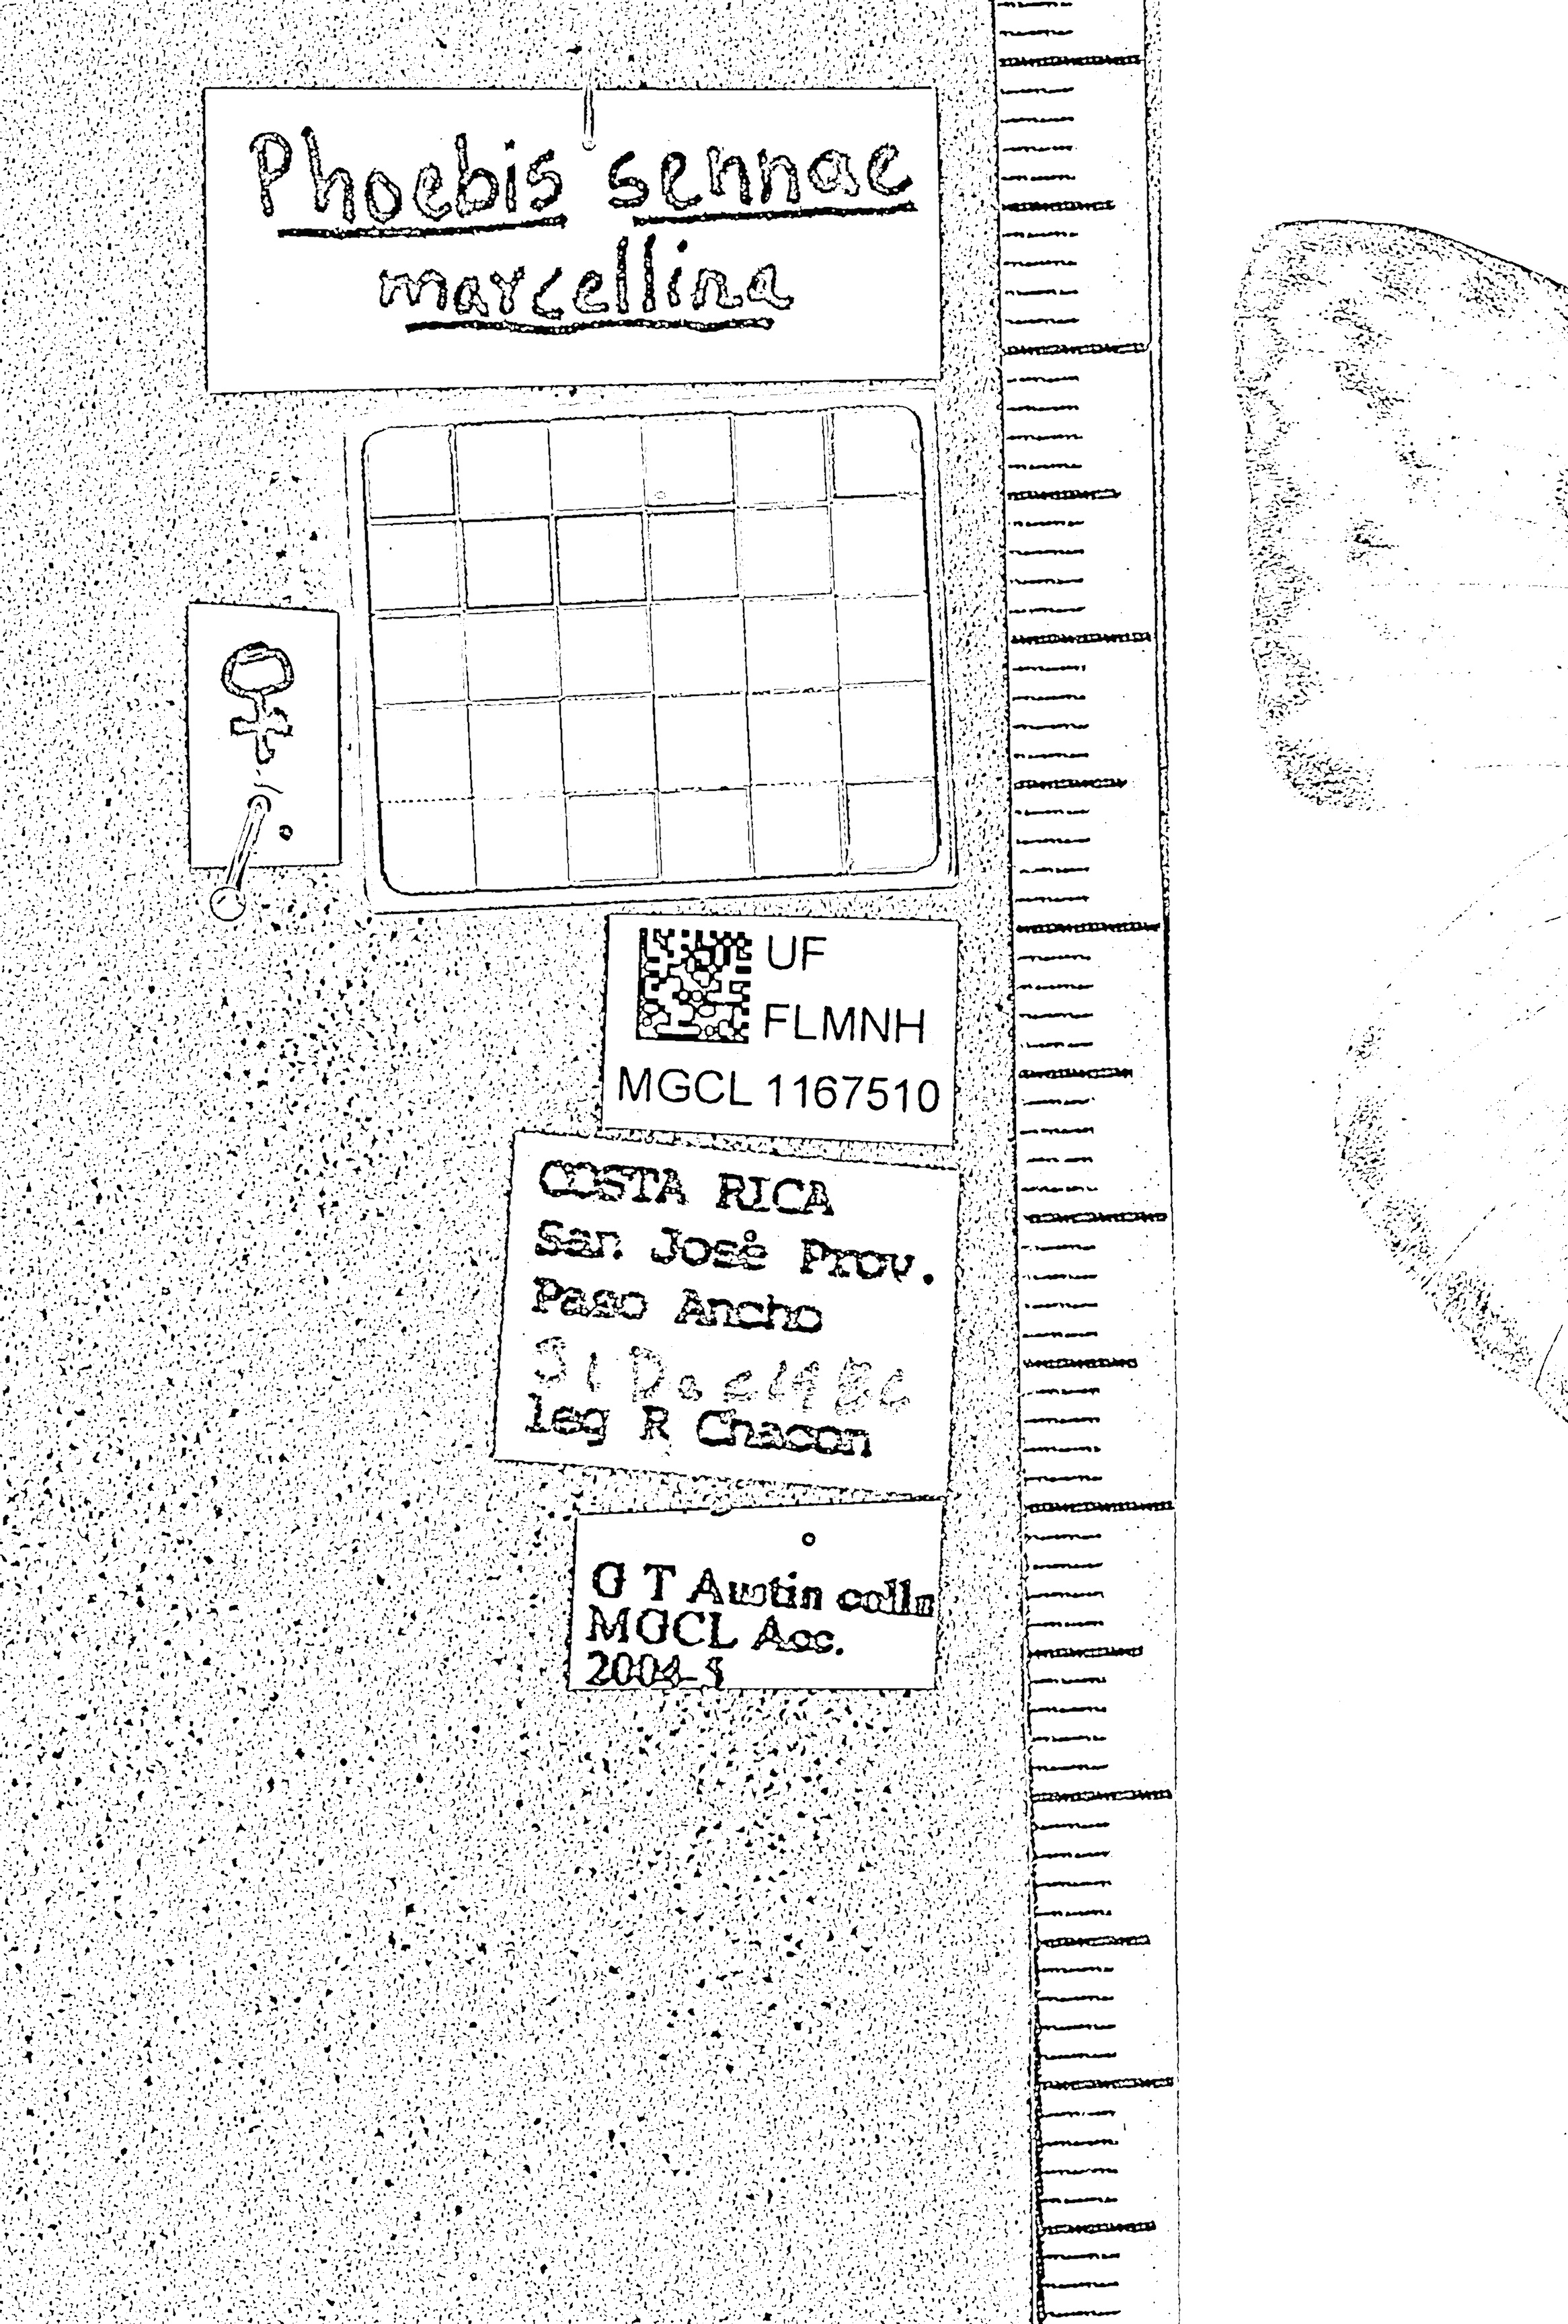 Phoebis sennae
marcellina
♀
UF
FLMNH
MGCL 1167510
COSTA RICA
San José Prov.
Paso Ancho
31 Dec
leg R Chacon
G T Austin colln
MGCL Acc.
2004-5